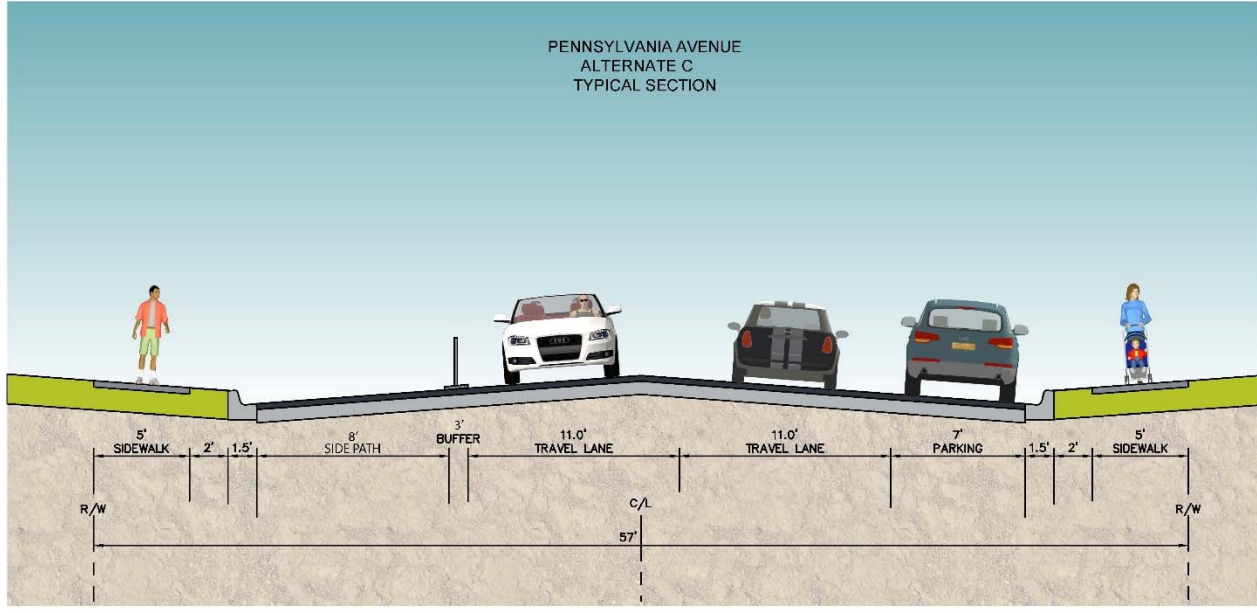 PENNSYLVANIA AVENUE
ALTERNATE C
TYPICAL SECTION
5'
SIDEWALK
2'
1.5'
8'
SIDE PATH
3'
BUFFER
11.0'
TRAVEL LANE
11.0'
TRAVEL LANE
7'
PARKING
1.5'
2'
5'
SIDEWALK
R/W
C/L
R/W
57'